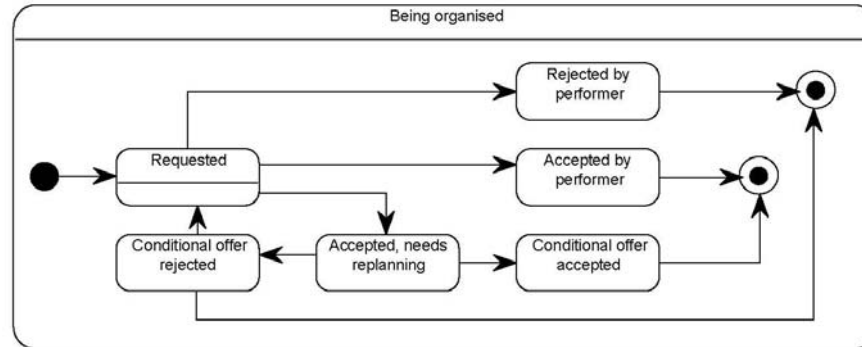 Being organised
Rejected by
performer
Requested
Accepted by
performer
Conditional offer
rejected
Accepted, needs
replanning
Conditional offer
accepted